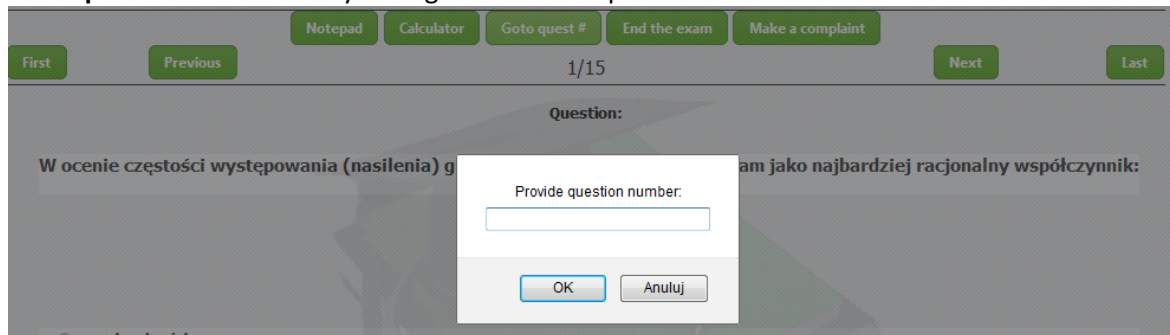 Notepad Calculator Goto quest # End the exam Make a complaint
First Previous 1/15 Next Last
Question:
W ocenie częstości występowania (nasilenia) g am jako najbardziej racjonalny współczynnik:
Provide question number:
OK Anuluj